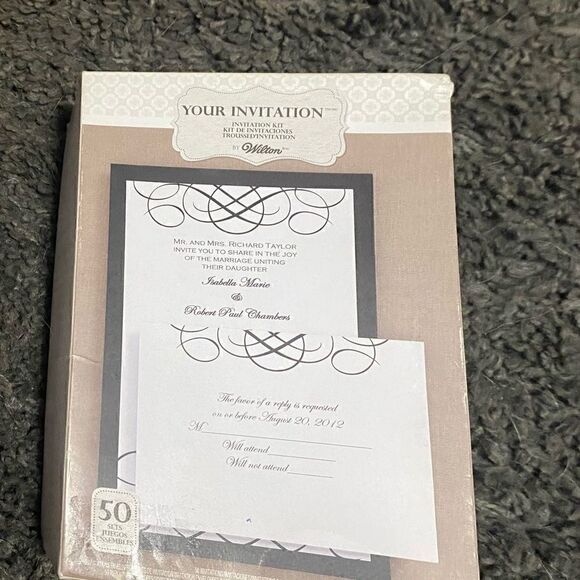 YOUR INVITATION
INVITATION KIT
KIT DE INVITACIONES
TROUSSE D'INVITATION
BY Wilton
MR. AND MRS. RICHARD TAYLOR
INVITE YOU TO SHARE IN THE JOY
OF THE MARRIAGE UNITING
THEIR DAUGHTER
Isabella Marie
&
Robert Paul Chambers
The favor of a reply is requested
on or before August 20, 2012
M
Will attend
Will not attend
50
SETS
JUEGOS
ENSEMBLES